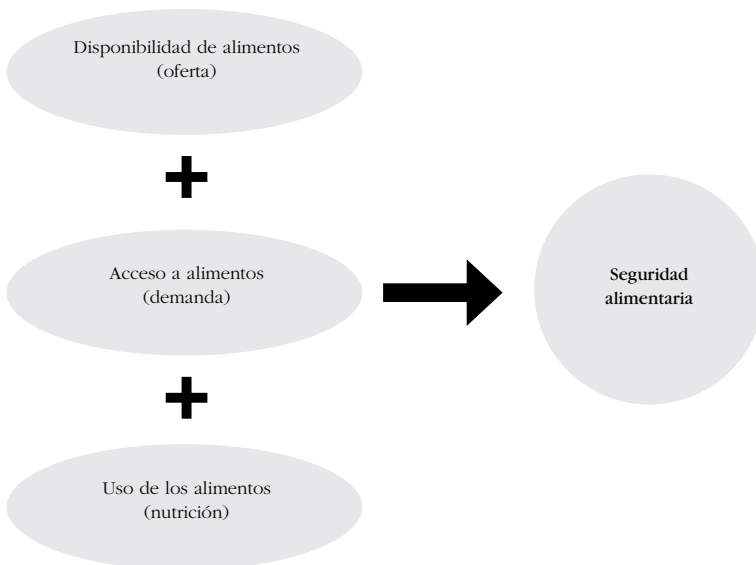 Disponibilidad de alimentos
(oferta)
+
Acceso a alimentos
(demanda)
+
Uso de los alimentos
(nutrición)
Seguridad
alimentaria